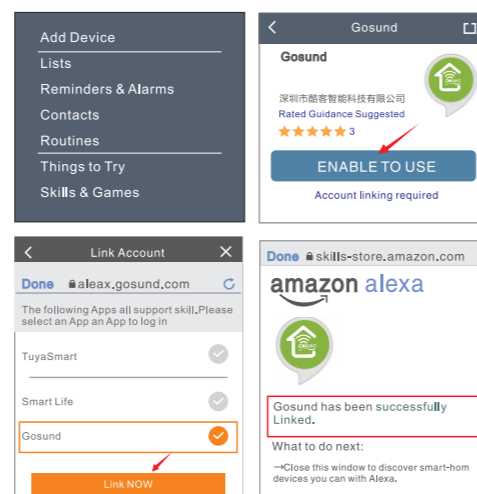 Add Device
Lists
Reminders & Alarms
Contacts
Routines
Things to Try
Skills & Games
Gosund
Gosund
深圳市酷客智能科技有限公司
Rated Guidance Suggested
3
ENABLE TO USE
Account linking required
Link Account
Done aleax.gosund.com
The following Apps all support skill.Please
select an App an App to log in
TuyaSmart
Smart Life
Gosund
Link NOW
Done skills-store.amazon.com
amazon alexa
Gosund has been successfully
Linked.
What to do next:
→Close this window to discover smart-hom
devices you can with Alexa.